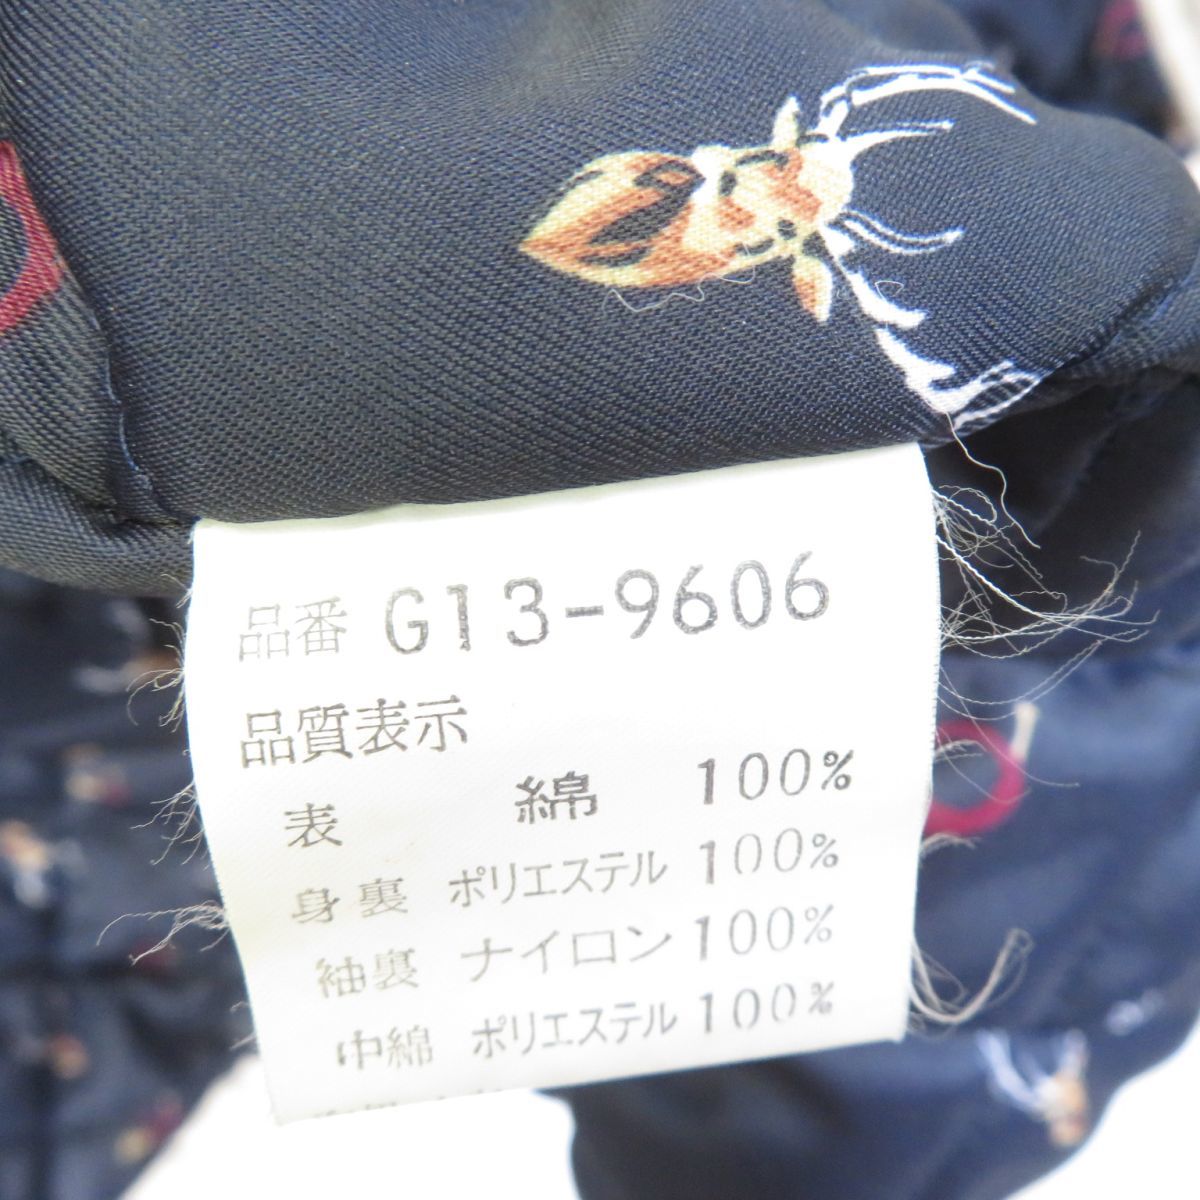 品番 G13-9606
品質表示
表 綿 100%
身裏 ポリエステル 100%
袖裏 ナイロン 100%
中綿 ポリエステル 100%